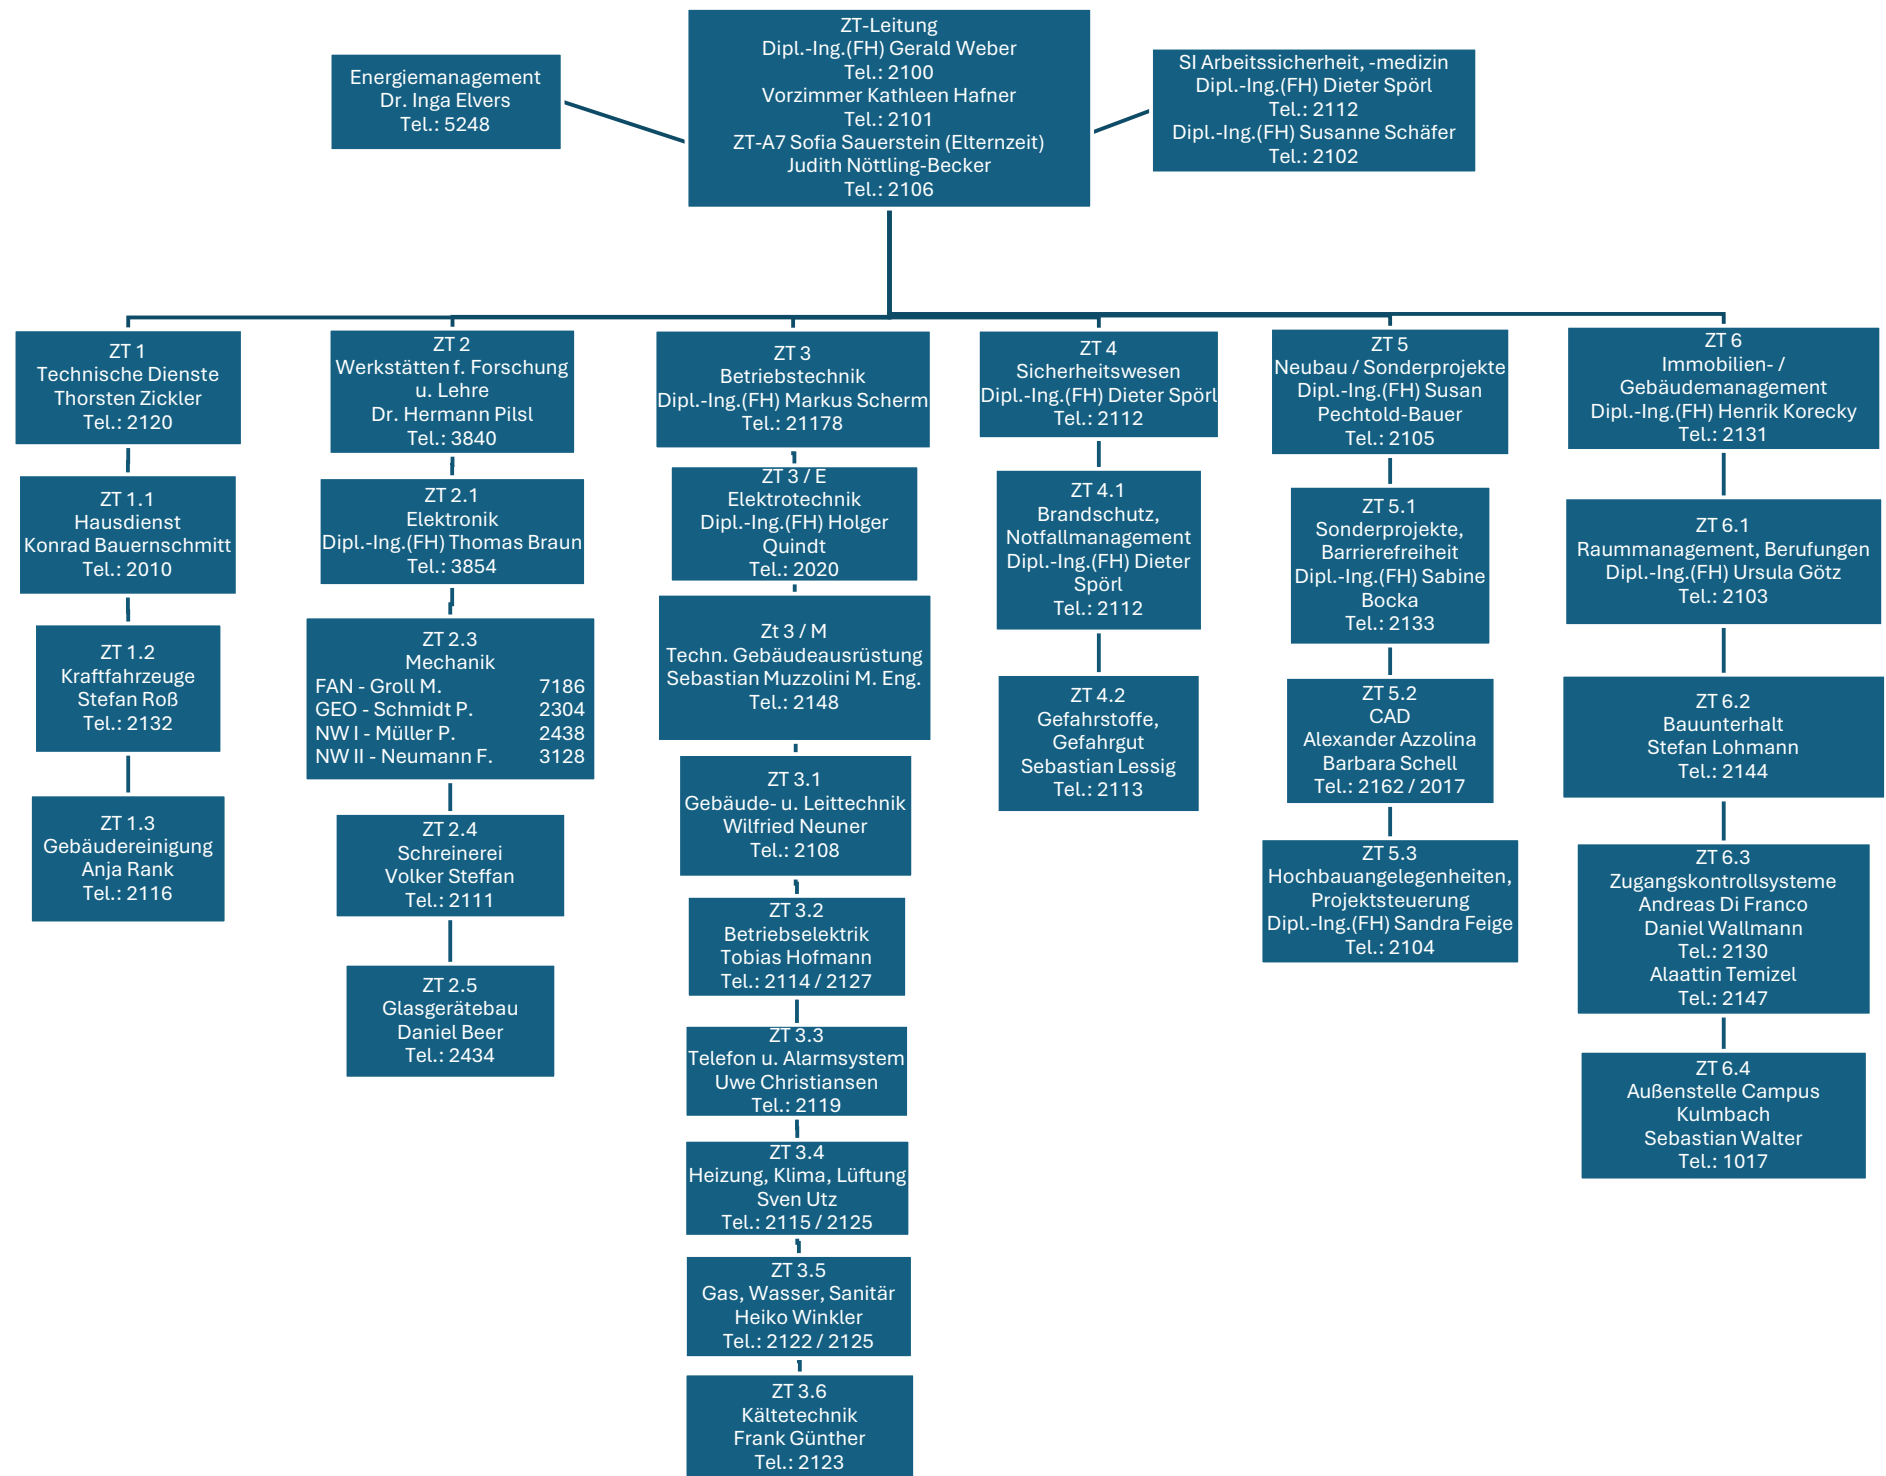 ZT-Leitung
Dipl.-Ing.(FH) Gerald Weber
Tel.: 2100
Vorzimmer Kathleen Hafner
Tel.: 2101
ZT-A7 Sofia Sauerstein (Elternzeit)
Judith Nöttling-Becker
Tel.: 2106
Energiemanagement
Dr. Inga Elvers
Tel.: 5248
SI Arbeitssicherheit, -medizin
Dipl.-Ing.(FH) Dieter Spörl
Tel.: 2112
Dipl.-Ing.(FH) Susanne Schäfer
Tel.: 2102
ZT 1
Technische Dienste
Thorsten Zickler
Tel.: 2120
ZT 1.1
Hausdienst
Konrad Bauernschmitt
Tel.: 2010
ZT 1.2
Kraftfahrzeuge
Stefan Roß
Tel.: 2132
ZT 1.3
Gebäudereinigung
Anja Rank
Tel.: 2116
ZT 2
Werkstätten f. Forschung
u. Lehre
Dr. Hermann Pilsl
Tel.: 3840
ZT 2.1
Elektronik
Dipl.-Ing.(FH) Thomas Braun
Tel.: 3854
ZT 2.3
Mechanik
FAN - Groll M. 7186
GEO - Schmidt P. 2304
NW I - Müller P. 2438
NW II - Neumann F. 3128
ZT 2.4
Schreinerei
Volker Steffan
Tel.: 2111
ZT 2.5
Glasgerätebau
Daniel Beer
Tel.: 2434
ZT 3
Betriebstechnik
Dipl.-Ing.(FH) Markus Scherm
Tel.: 21178
ZT 3 / E
Elektrotechnik
Dipl.-Ing.(FH) Holger
Quindt
Tel.: 2020
Zt 3 / M
Techn. Gebäudeausrüstung
Sebastian Muzzolini M. Eng.
Tel.: 2148
ZT 3.1
Gebäude- u. Leittechnik
Wilfried Neuner
Tel.: 2108
ZT 3.2
Betriebselektrik
Tobias Hofmann
Tel.: 2114 / 2127
ZT 3.3
Telefon u. Alarmsystem
Uwe Christiansen
Tel.: 2119
ZT 3.4
Heizung, Klima, Lüftung
Sven Utz
Tel.: 2115 / 2125
ZT 3.5
Gas, Wasser, Sanitär
Heiko Winkler
Tel.: 2122 / 2125
ZT 3.6
Kältetechnik
Frank Günther
Tel.: 2123
ZT 4
Sicherheitswesen
Dipl.-Ing.(FH) Dieter Spörl
Tel.: 2112
ZT 4.1
Brandschutz,
Notfallmanagement
Dipl.-Ing.(FH) Dieter
Spörl
Tel.: 2112
ZT 4.2
Gefahrstoffe,
Gefahrgut
Sebastian Lessig
Tel.: 2113
ZT 5
Neubau / Sonderprojekte
Dipl.-Ing.(FH) Susan
Pechtold-Bauer
Tel.: 2105
ZT 5.1
Sonderprojekte,
Barrierefreiheit
Dipl.-Ing.(FH) Sabine
Bocka
Tel.: 2133
ZT 5.2
CAD
Alexander Azzolina
Barbara Schell
Tel.: 2162 / 2017
ZT 5.3
Hochbauangelegenheiten,
Projektsteuerung
Dipl.-Ing.(FH) Sandra Feige
Tel.: 2104
ZT 6
Immobilien- /
Gebäudemanagement
Dipl.-Ing.(FH) Henrik Korecky
Tel.: 2131
ZT 6.1
Raummanagement, Berufungen
Dipl.-Ing.(FH) Ursula Götz
Tel.: 2103
ZT 6.2
Bauunterhalt
Stefan Lohmann
Tel.: 2144
ZT 6.3
Zugangskontrollsysteme
Andreas Di Franco
Daniel Wallmann
Tel.: 2130
Alaattin Temizel
Tel.: 2147
ZT 6.4
Außenstelle Campus
Kulmbach
Sebastian Walter
Tel.: 1017